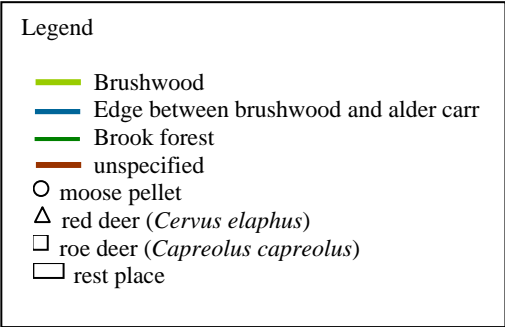 Legend
Brushwood
Edge between brushwood and alder carr
Brook forest
unspecified
moose pellet
red deer (Cervus elaphus)
roe deer (Capreolus capreolus)
rest place